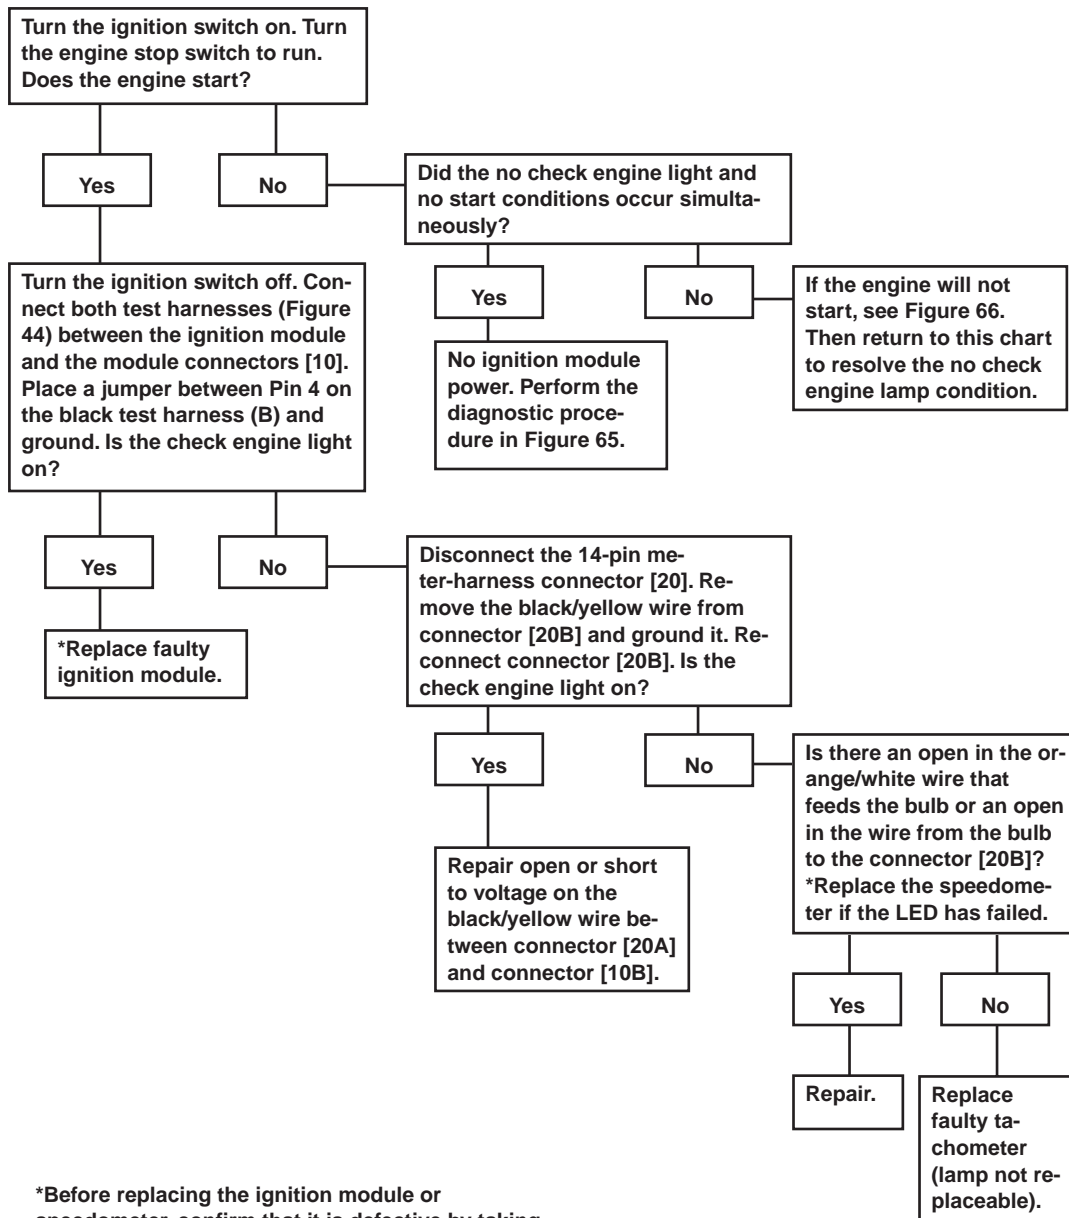 Turn the ignition switch on. Turn
the engine stop switch to run.
Does the engine start?
Yes
No
Did the no check engine light and
no start conditions occur simulta-
neously?
Turn the ignition switch off. Con-
nect both test harnesses (Figure
44) between the ignition module
and the module connectors [10].
Place a jumper between Pin 4 on
the black test harness (B) and
ground. Is the check engine light
on?
Yes
No
If the engine will not
start, see Figure 66.
Then return to this chart
to resolve the no check
engine lamp condition.
No ignition module
power. Perform the
diagnostic proce-
dure in Figure 65.
Yes
No
Disconnect the 14-pin me-
ter-harness connector [20]. Re-
move the black/yellow wire from
connector [20B] and ground it. Re-
connect connector [20B]. Is the
check engine light on?
*Replace faulty
ignition module.
Yes
No
Is there an open in the or-
ange/white wire that
feeds the bulb or an open
in the wire from the bulb
to the connector [20B]?
*Replace the speedome-
ter if the LED has failed.
Repair open or short
to voltage on the
black/yellow wire be-
tween connector [20A]
and connector [10B].
Yes
No
Repair.
Replace
faulty ta-
chometer
(lamp not re-
placeable).
*Before replacing the ignition module or
speedometer, confirm that it is defective by taking